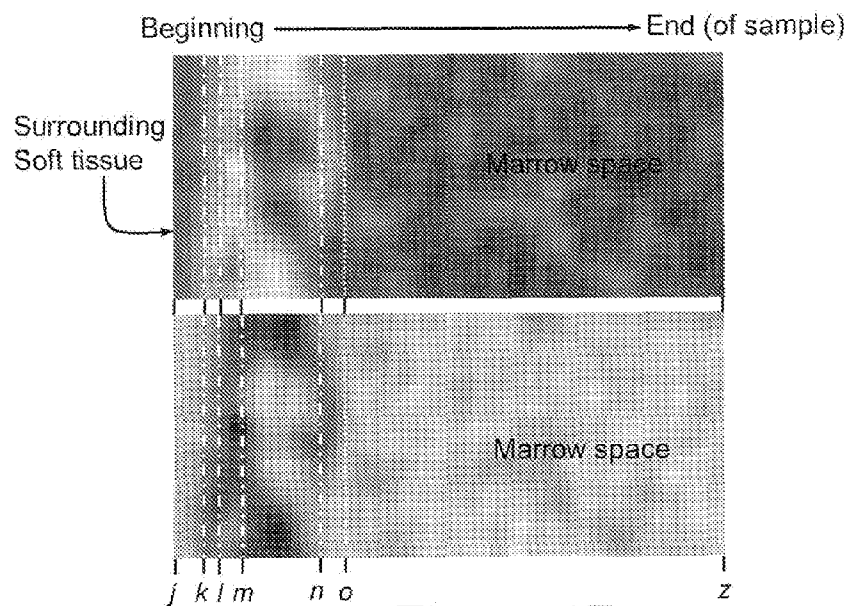 Beginning
End (of sample)
Surrounding
Soft tissue
Marrow space
Marrow space
j k l m n o z